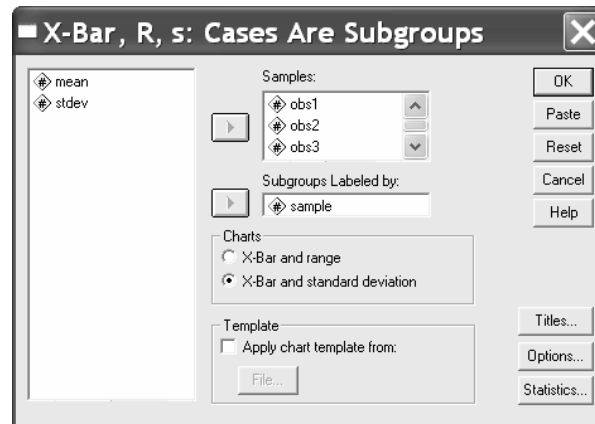 X-Bar, R, s: Cases Are Subgroups
mean
stdev
Samples:
obs1
obs2
obs3
Subgroups Labeled by:
sample
Charts
X-Bar and range
X-Bar and standard deviation
Template
Apply chart template from:
File...
OK
Paste
Reset
Cancel
Help
Titles...
Options...
Statistics...